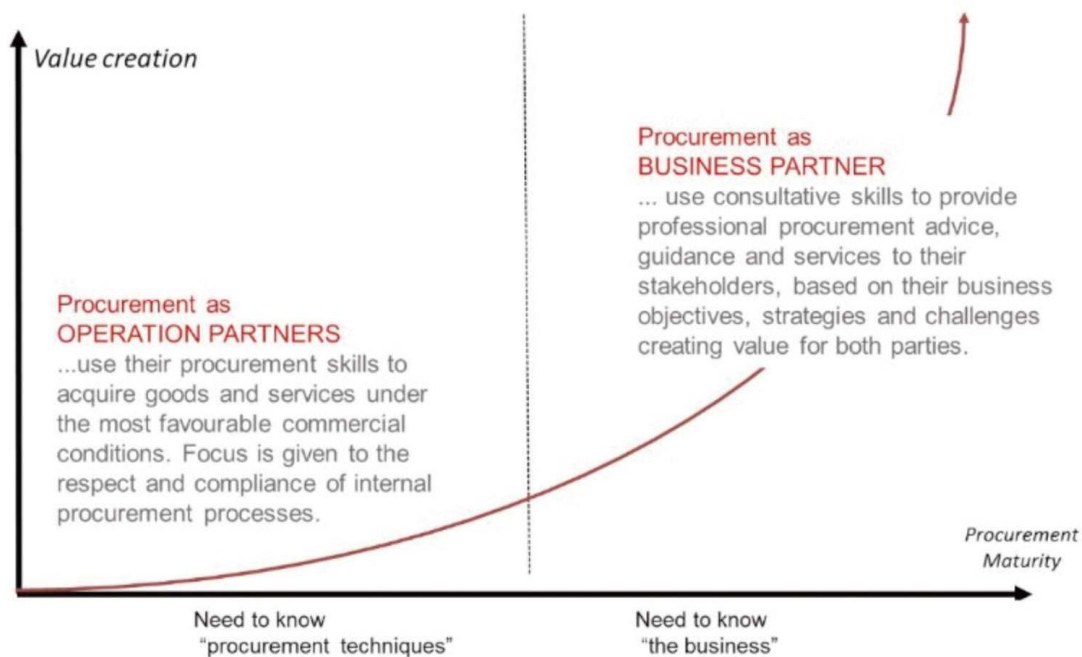 Value creation
Procurement as
BUSINESS PARTNER
... use consultative skills to provide
professional procurement advice,
guidance and services to their
stakeholders, based on their business
objectives, strategies and challenges
creating value for both parties.
Procurement as
OPERATION PARTNERS
...use their procurement skills to
acquire goods and services under
the most favourable commercial
conditions. Focus is given to the
respect and compliance of internal
procurement processes.
Procurement
Maturity
Need to know
“procurement techniques”
Need to know
“the business”